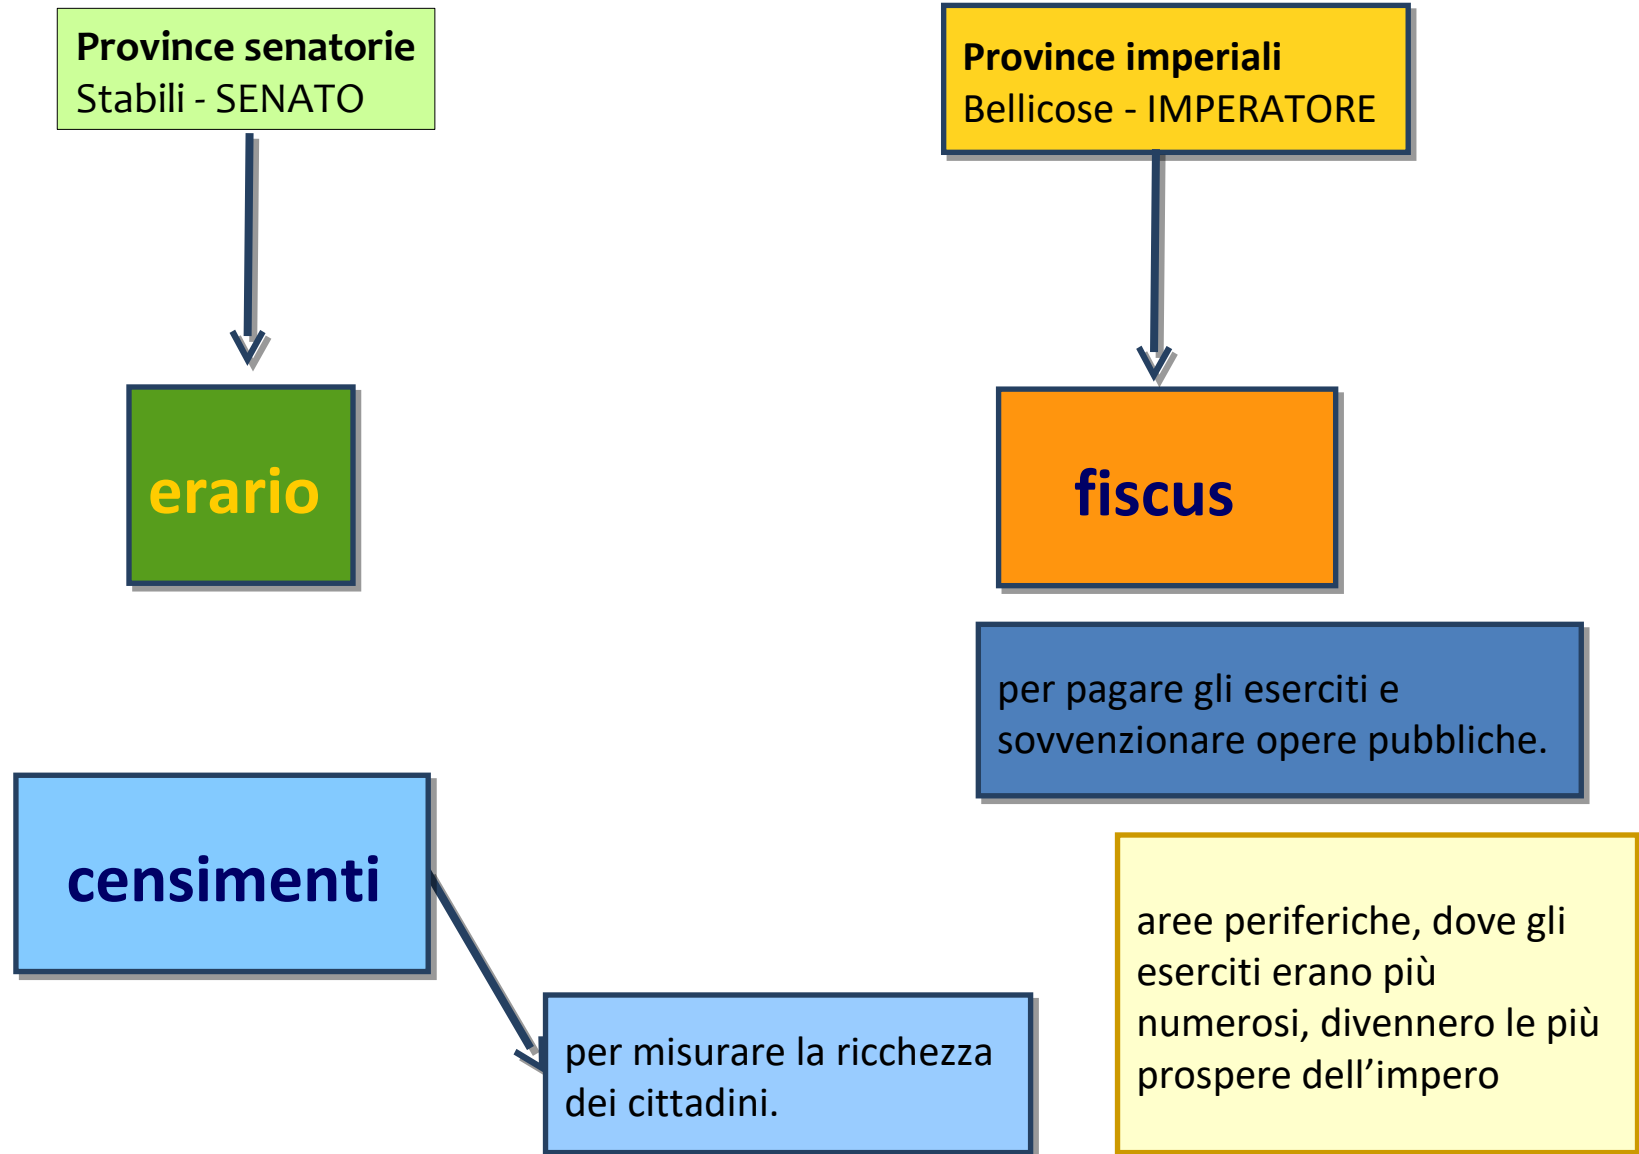 Province senatorie
Stabili - SENATO
Province imperiali
Bellicose - IMPERATORE
erario
fiscus
per pagare gli eserciti e
sovvenzionare opere pubbliche.
censimenti
per misurare la ricchezza
dei cittadini.
aree periferiche, dove gli
eserciti erano più
numerosi, divennero le più
prospere dell’impero